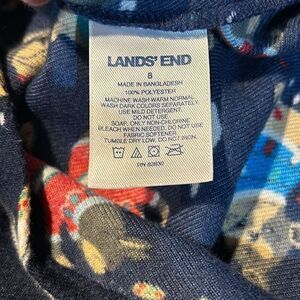 LANDS' END
8
MADE IN BANGLADESH
100% POLYESTER
MACHINE WASH WARM NORMAL.
WASH DARK COLORS SEPARATELY.
USE MILD DETERGENT
DO NOT USE
SOAP. ONLY NON-CHLORINE
BLEACH WHEN NEEDED. DO NOT USE
FABRIC SOFTENER
TUMBLE DRY LOW. DO NOT IRON.
RN 62830